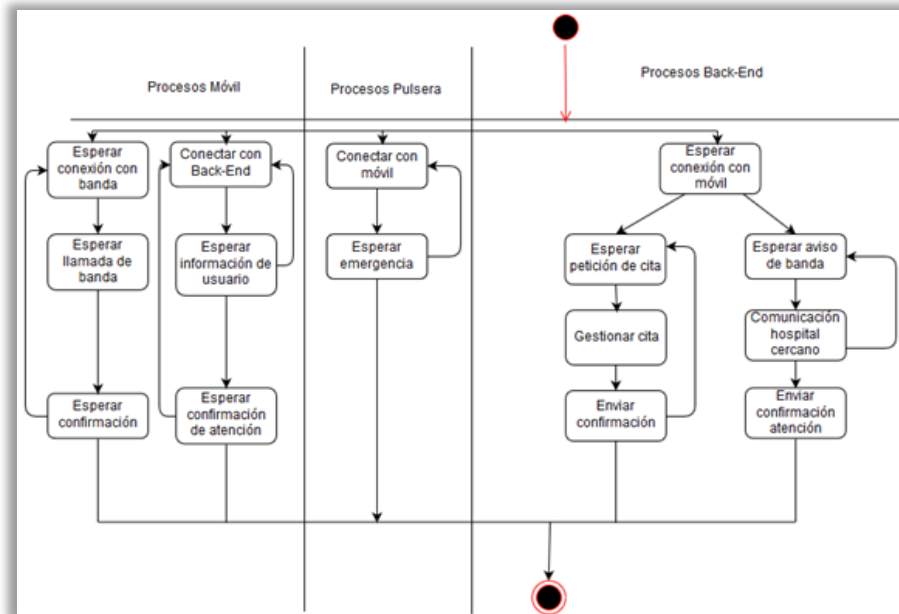 Procesos Móvil
Procesos Pulsera
Procesos Back-End
Esperar
conexión con
banda
Conectar con
Back-End
Conectar con
móvil
Esperar
conexión con
móvil
Esperar
llamada de
banda
Esperar
información de
usuario
Esperar
emergencia
Esperar
petición de cita
Esperar aviso
de banda
Gestionar cita
Comunicación
hospital
cercano
Esperar
confirmación
Esperar
confirmación
de atención
Enviar
confirmación
Enviar
confirmación
atención